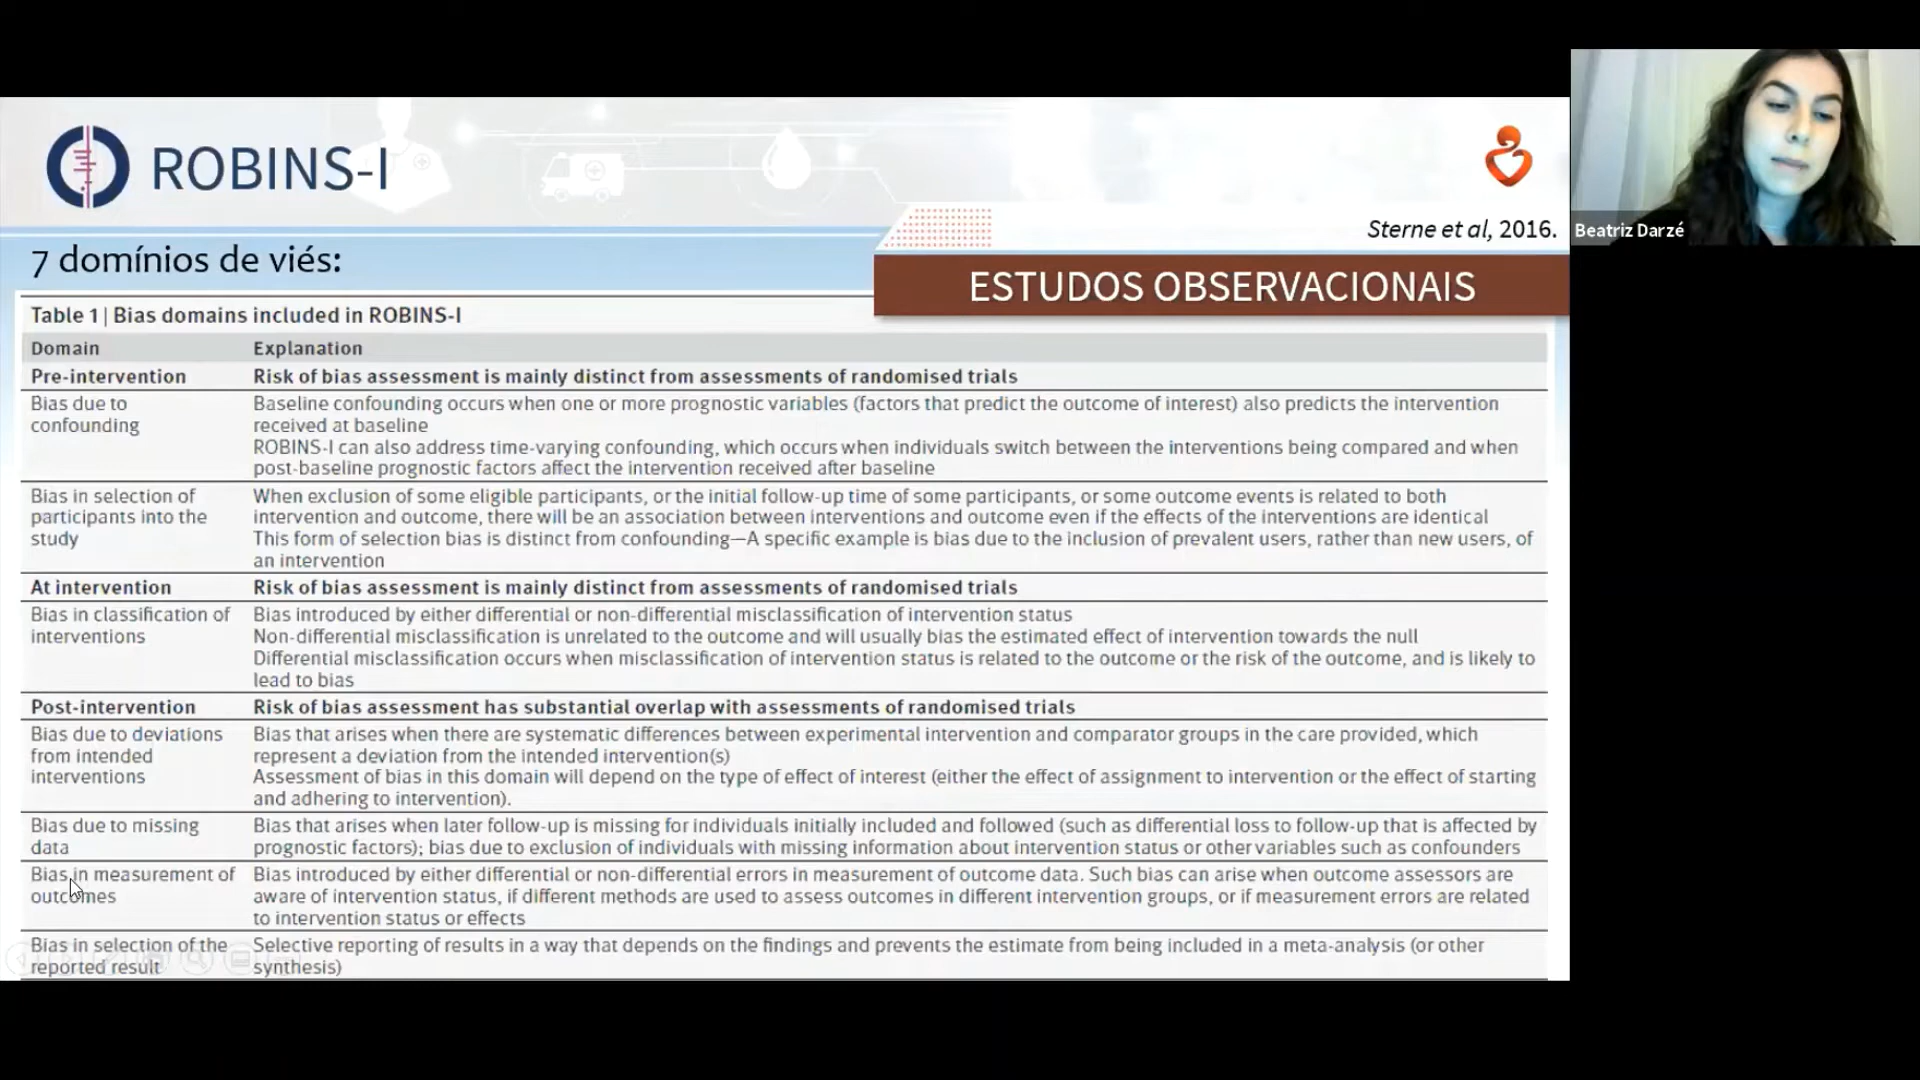 ROBINS-I
Sterne et al, 2016.
Beatriz Darzé
7 domínios de viés:
ESTUDOS OBSERVACIONAIS
Table 1 | Bias domains included in ROBINS-I
Domain Explanation
Pre-intervention Risk of bias assessment is mainly distinct from assessments of randomised trials
Bias due to confounding
Baseline confounding occurs when one or more prognostic variables (factors that predict the outcome of interest) also predicts the intervention
received at baseline
ROBINS-I can also address time-varying confounding, which occurs when individuals switch between the interventions being compared and when
post-baseline prognostic factors affect the intervention received after baseline
Bias in selection of
participants into the
study
When exclusion of some eligible participants, or the initial follow-up time of some participants, or some outcome events is related to both
intervention and outcome, there will be an association between interventions and outcome even if the effects of the interventions are identical
This form of selection bias is distinct from confounding—A specific example is bias due to the inclusion of prevalent users, rather than new users, of
an intervention
At intervention Risk of bias assessment is mainly distinct from assessments of randomised trials
Bias in classification of
interventions
Bias introduced by either differential or non-differential misclassification of intervention status
Non-differential misclassification is unrelated to the outcome and will usually bias the estimated effect of intervention towards the null
Differential misclassification occurs when misclassification of intervention status is related to the outcome or the risk of the outcome, and is likely to
lead to bias
Post-intervention Risk of bias assessment has substantial overlap with assessments of randomised trials
Bias due to deviations
from intended
interventions
Bias that arises when there are systematic differences between experimental intervention and comparator groups in the care provided, which
represent a deviation from the intended intervention(s)
Assessment of bias in this domain will depend on the type of effect of interest (either the effect of assignment to intervention or the effect of starting
and adhering to intervention).
Bias due to missing
data
Bias that arises when later follow-up is missing for individuals initially included and followed (such as differential loss to follow-up that is affected by
prognostic factors); bias due to exclusion of individuals with missing information about intervention status or other variables such as confounders
Bias in measurement of
outcomes
Bias introduced by either differential or non-differential errors in measurement of outcome data. Such bias can arise when outcome assessors are
aware of intervention status, if different methods are used to assess outcomes in different intervention groups, or if measurement errors are related
to intervention status or effects
Bias in selection of the
reported result
Selective reporting of results in a way that depends on the findings and prevents the estimate from being included in a meta-analysis (or other
synthesis)